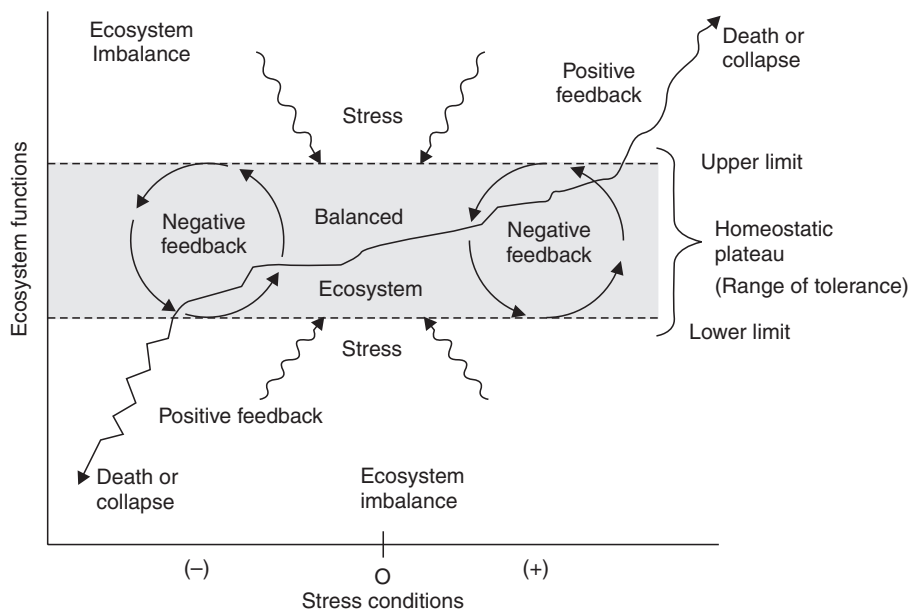 Ecosystem
Imbalance
Death or
collapse
Positive
feedback
Stress
Upper limit
Negative
feedback
Balanced
Negative
feedback
Homeostatic
plateau
(Range of tolerance)
Ecosystem
Lower limit
Stress
Positive feedback
Death or
collapse
Ecosystem
imbalance
Ecosystem functions
(–)
O
(+)
Stress conditions